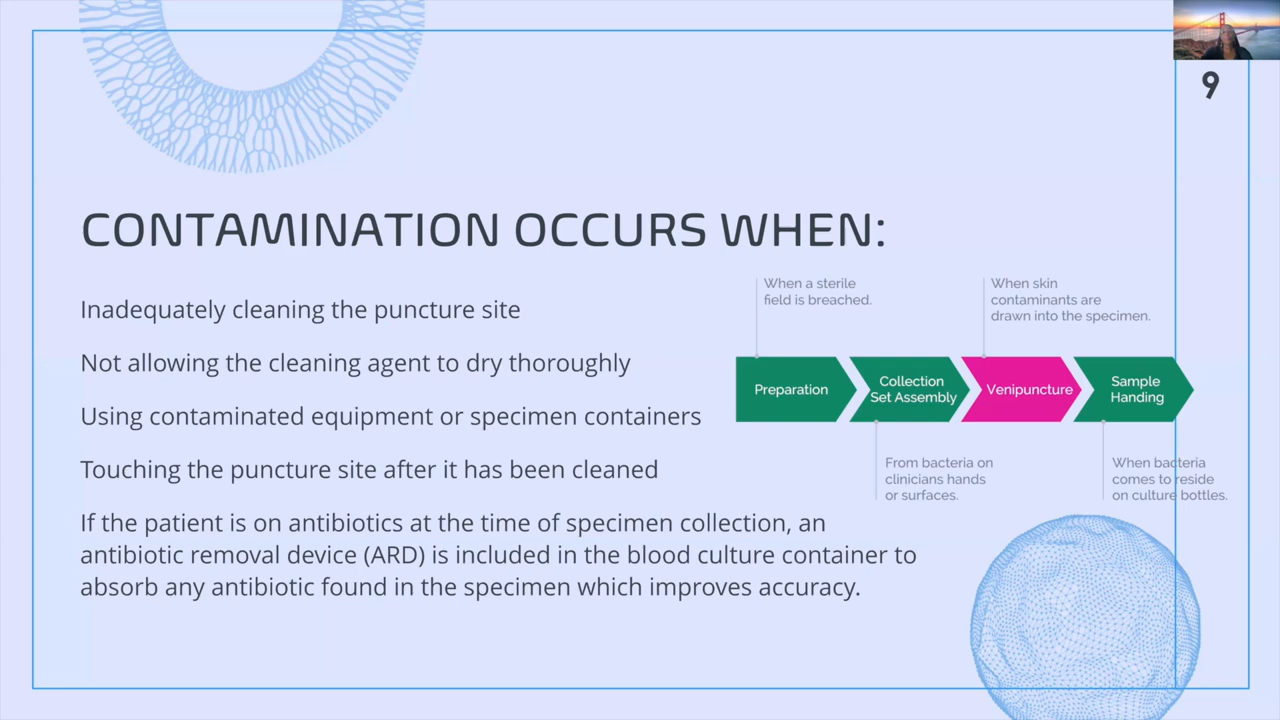 9
CONTAMINATION OCCURS WHEN:
Inadequately cleaning the puncture site
Not allowing the cleaning agent to dry thoroughly
Using contaminated equipment or specimen containers
Touching the puncture site after it has been cleaned
If the patient is on antibiotics at the time of specimen collection, an
antibiotic removal device (ARD) is included in the blood culture container to
absorb any antibiotic found in the specimen which improves accuracy.
When a sterile
field is breached.
When skin
contaminants are
drawn into the specimen.
Preparation
Collection
Set Assembly
Venipuncture
Sample
Handing
From bacteria on
clinicians hands
or surfaces.
When bacteria
comes to reside
on culture bottles.